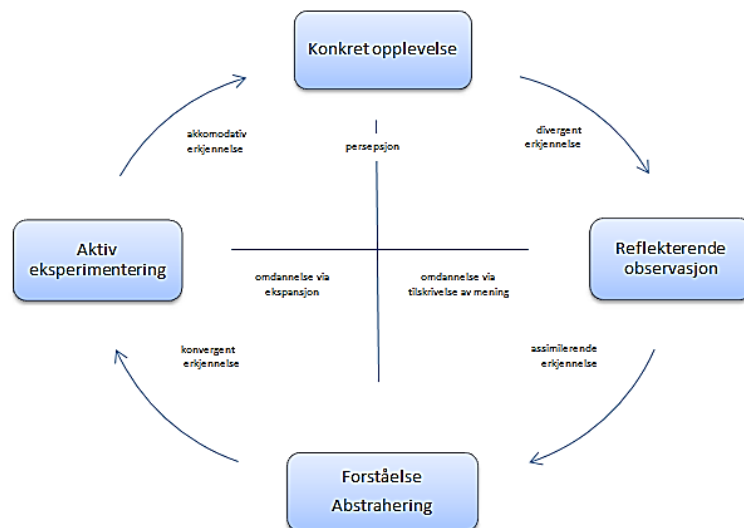 Konkret opplevelse
akkomodativ
erkjennelse
persepsjon
divergent
erkjennelse
Aktiv
eksperimentering
Reflekterende
observasjon
omdannelse via
ekspansjon
omdannelse via
tilskrivelse av mening
konvergent
erkjennelse
assimilerende
erkjennelse
Forståelse
Abstrahering